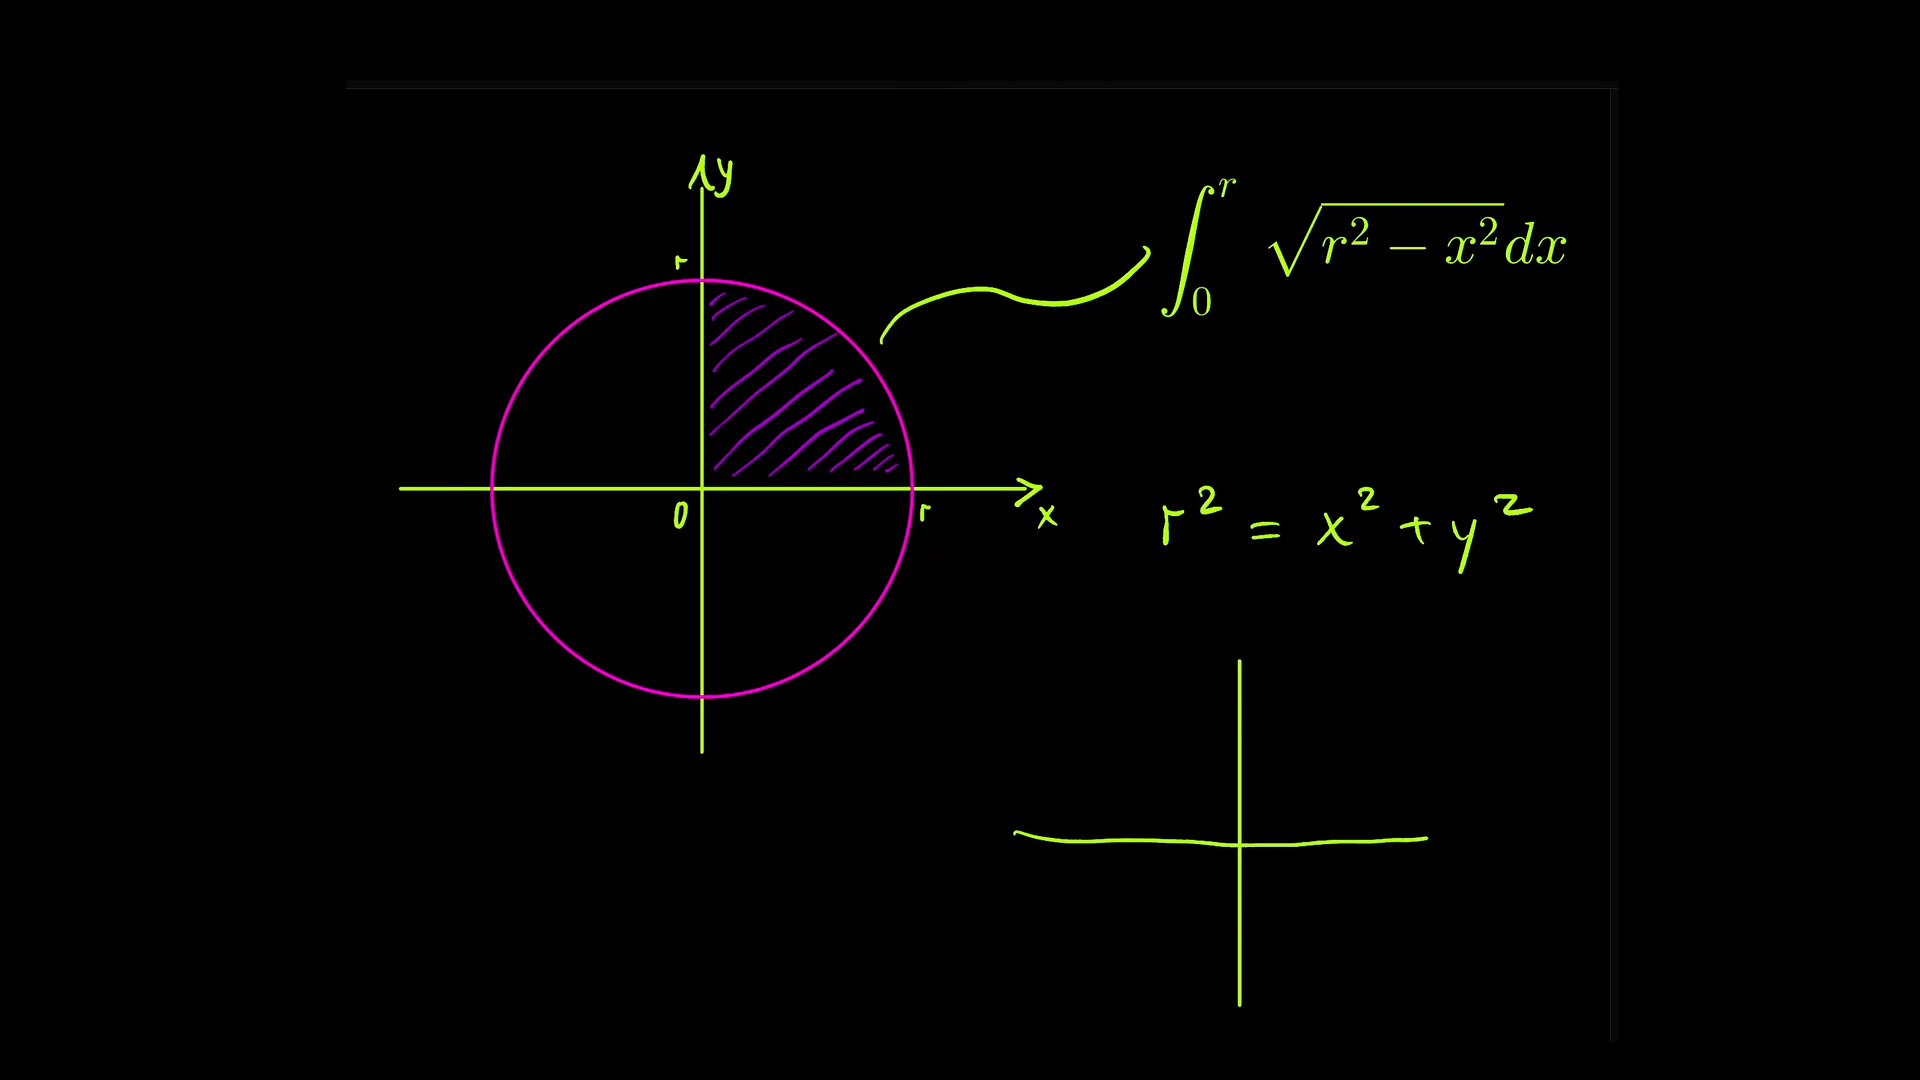 y
r
0
r
x
∫₀ʳ √(r² − x²) dx
r² = x² + y²